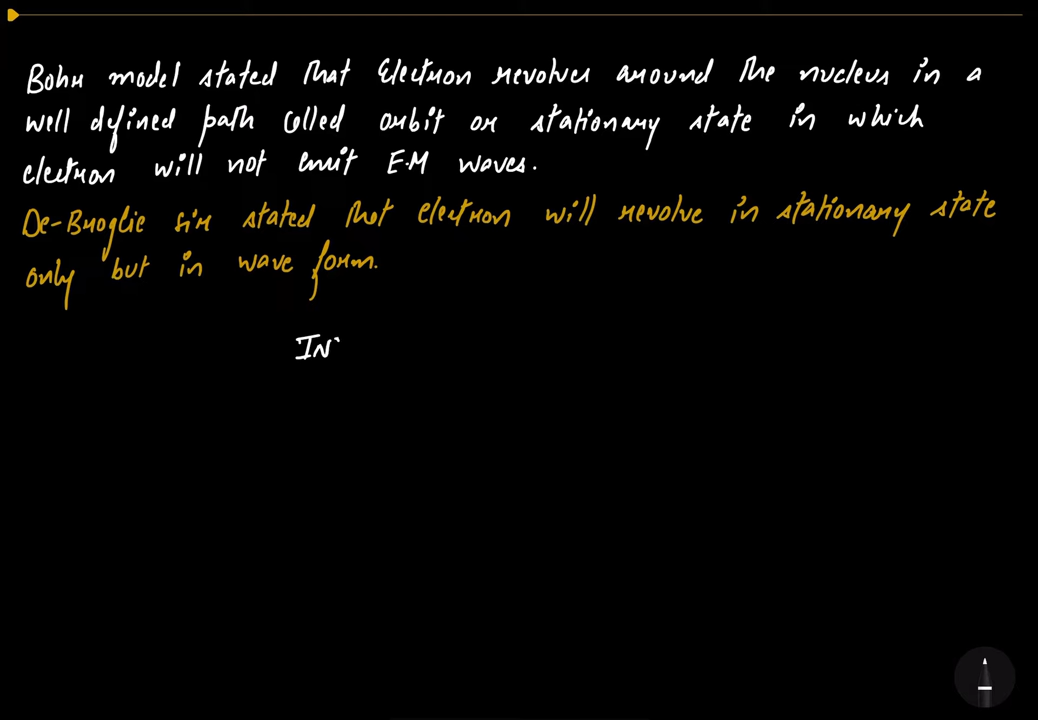 Bohr model stated that Electron revolves around the nucleus in a
well defined path called orbit or stationary state in which
electron will not emit E.M waves.
De-Broglie sir stated that electron will revolve in stationary state
only but in wave form.
IN